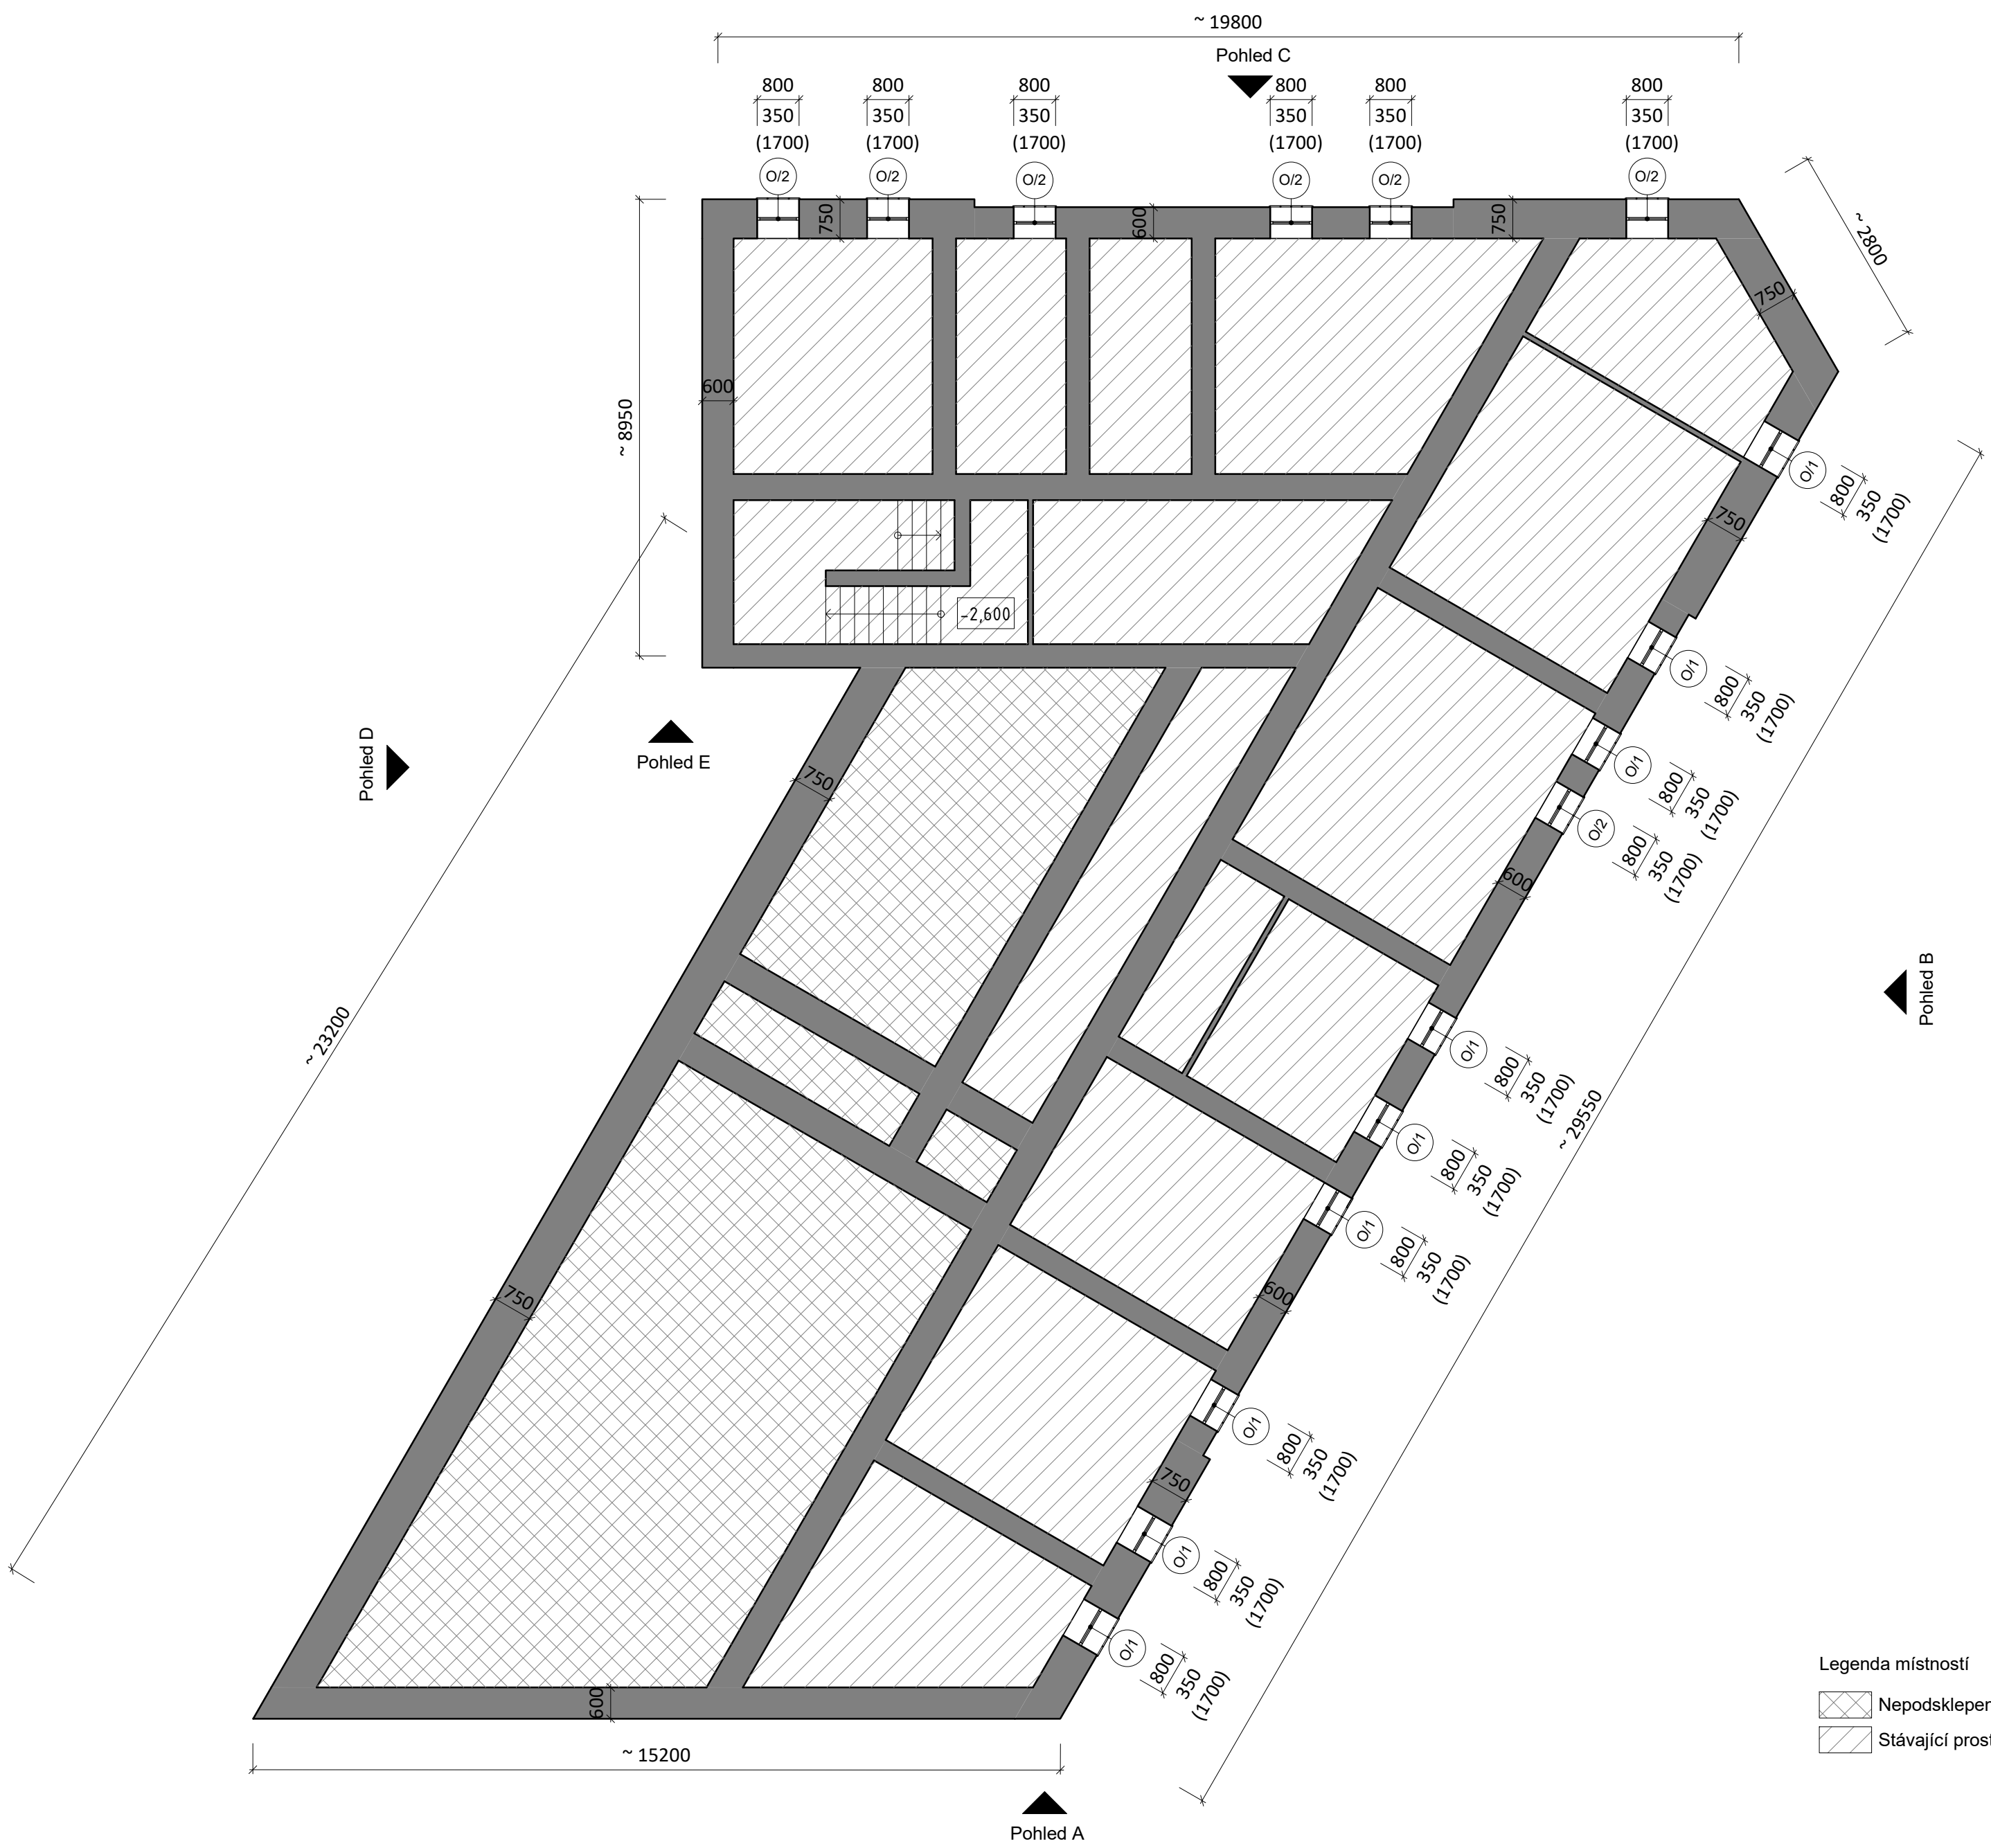 ~ 19800
Pohled C
800 800 800 800 800 800
350 350 350 350 350 350
(1700) (1700) (1700) (1700) (1700) (1700)
O/2 O/2 O/2 O/2 O/2 O/2
750 600 750
~ 2800
750
600
~ 8950
O/1
800
350
(1700)
750
-2,600
O/1
800
350
(1700)
Pohled D
Pohled E
O/1
800
350
(1700)
750
O/2
800
350
(1700)
600
Pohled B
~ 23200
O/1
800
350
(1700)
~ 29550
O/1
800
350
(1700)
O/1
800
350
(1700)
750
600
O/1
800
350
(1700)
750
O/1
800
350
(1700)
O/1
800
350
(1700)
Legenda místností
Stávající
600
~ 15200
Pohled A